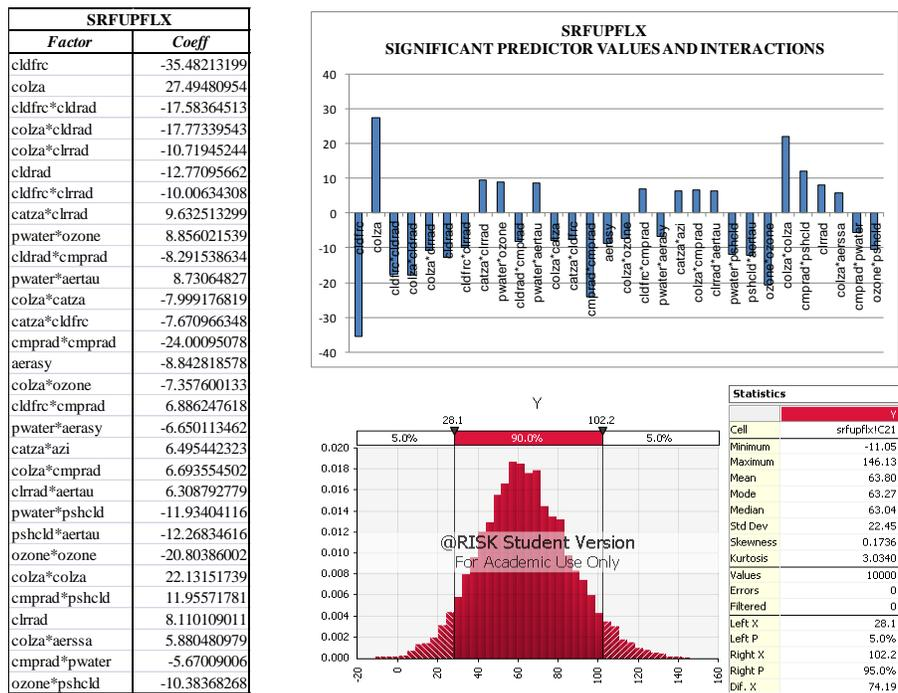 SRFUPFLX
Factor Coeff
cldfrc -35.48213199
colza 27.49480954
cldfrc*cldrad -17.58364513
colza*cldrad -17.77339543
colza*clrrad -10.71945244
cldrad -12.77095662
cldfrc*clrrad -10.00634308
catza*clrrad 9.632513299
pwater*ozone 8.856021539
cldrad*cmprad -8.291538634
pwater*aertau 8.73064827
colza*catza -7.999176819
catza*cldfrc -7.670966348
cmprad*cmprad -24.00095078
aerasy -8.842818578
colza*ozone -7.357600133
cldfrc*cmprad 6.886247618
pwater*aerasy -6.650113462
catza*azi 6.495442323
colza*cmprad 6.693554502
clrrad*aertau 6.308792779
pwater*pshcld -11.93404116
pshcld*aertau -12.26834616
ozone*ozone -20.80386002
colza*colza 22.13151739
cmprad*pshcld 11.95571781
clrrad 8.110109011
colza*aerssa 5.880480979
cmprad*pwater -5.67009006
ozone*pshcld -10.38368268
SRFUPFLX
SIGNIFICANT PREDICTOR VALUES AND INTERACTIONS
40
30
20
10
0
-10
-20
-30
-40
cldfrc
colza
cldfrc*cldrad
colza*cldrad
colza*clrrad
cldrad
cldfrc*clrrad
catza*clrrad
pwater*ozone
cldrad*cmprad
pwater*aertau
colza*catza
catza*cldfrc
cmprad*cmprad
aerasy
colza*ozone
cldfrc*cmprad
pwater*aerasy
catza*azi
colza*cmprad
clrrad*aertau
pwater*pshcld
pshcld*aertau
ozone*ozone
colza*colza
cmprad*pshcld
clrrad
colza*aerssa
cmprad*pwater
ozone*pshcld
Y
28.1 102.2
5.0% 90.0% 5.0%
0.020
0.018
0.016
0.014
0.012
0.010
0.008
0.006
0.004
0.002
0.000
@RISK Student Version
For Academic Use Only
-20 0 20 40 60 80 100 120 140 160
Statistics
Y
Cell srfupflx!C21
Minimum -11.05
Maximum 146.13
Mean 63.80
Mode 63.27
Median 63.04
Std Dev 22.45
Skewness 0.1736
Kurtosis 3.0340
Values 10000
Errors 0
Filtered 0
Left X 28.1
Left P 5.0%
Right X 102.2
Right P 95.0%
Dif. X 74.19